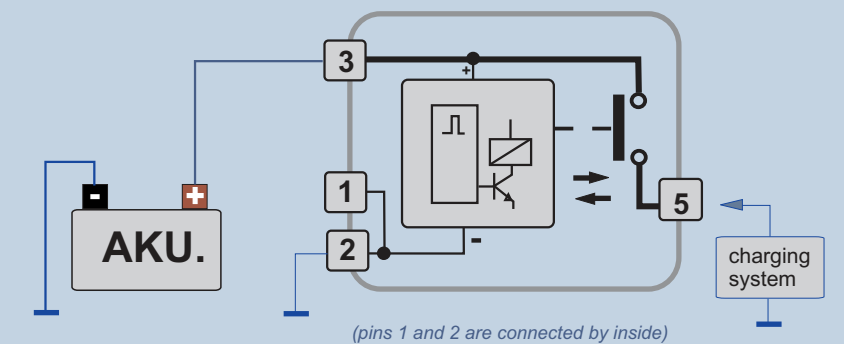 3
+
1
2
-
5
-
+
AKU.
charging
system
(pins 1 and 2 are connected by inside)